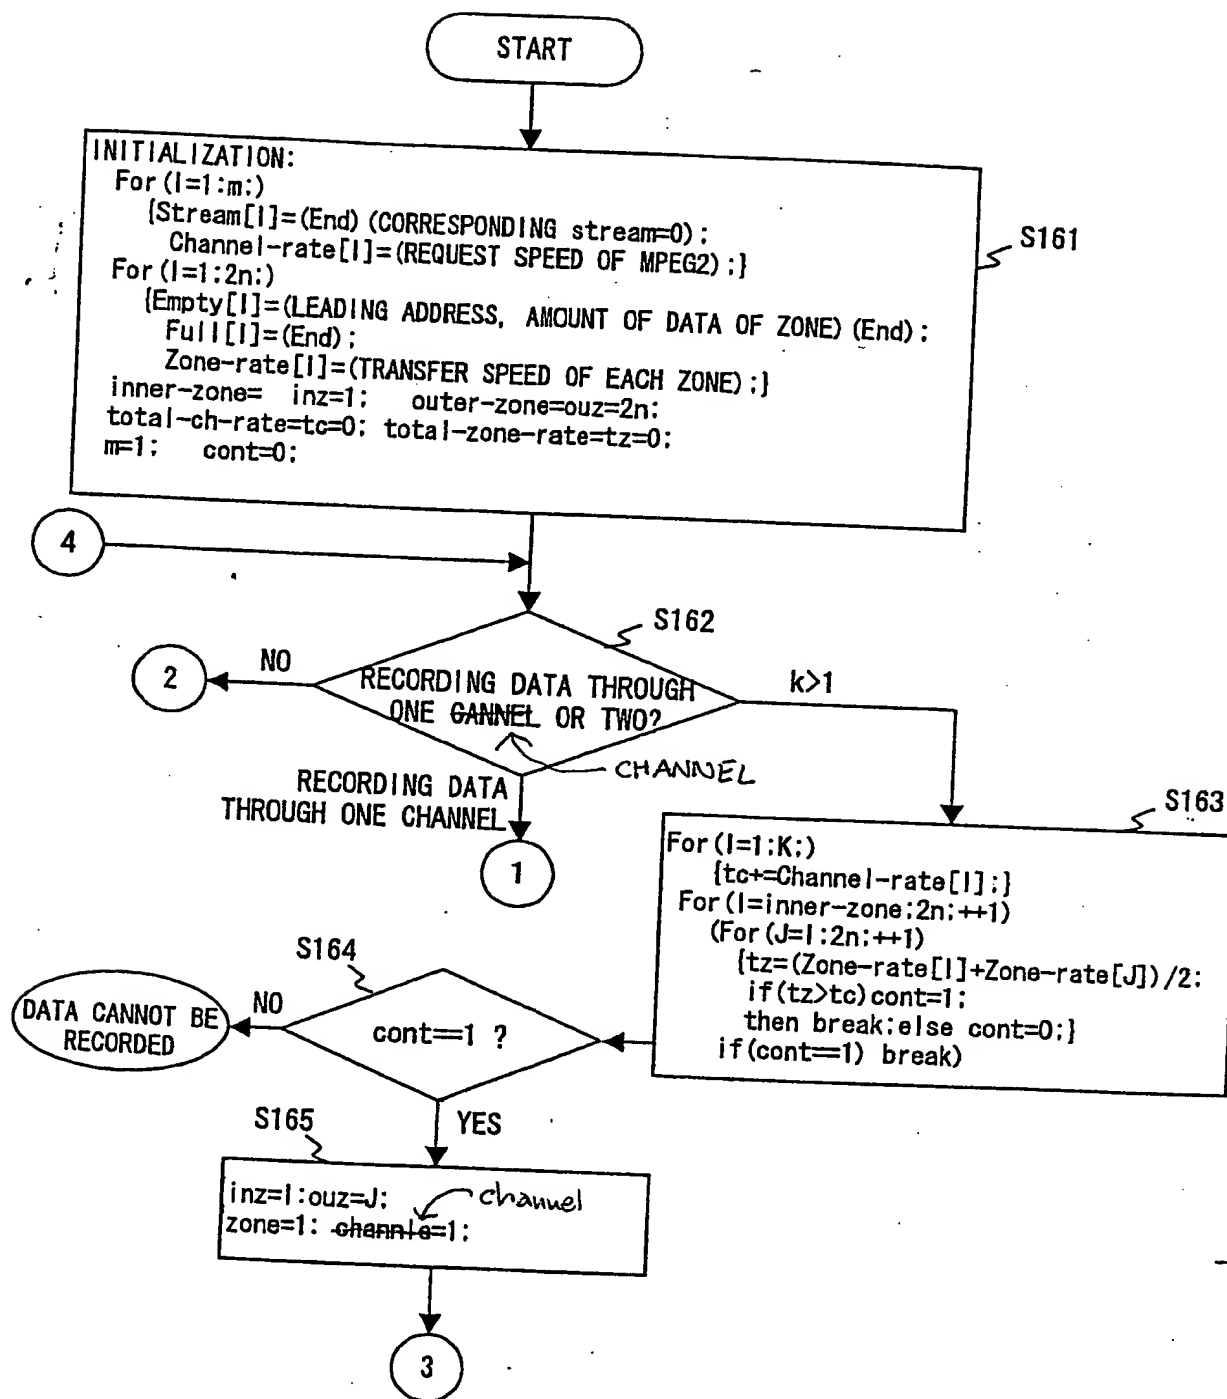 START
INITIALIZATION:
For(I=1:m;)
{Stream[I]=(End)(CORRESPONDING stream=0);
Channel-rate[I]=(REQUEST SPEED OF MPEG2);}
For(I=1:2n;)
{Empty[I]=(LEADING ADDRESS, AMOUNT OF DATA OF ZONE)(End);
Full[I]=(End);
Zone-rate[I]=(TRANSFER SPEED OF EACH ZONE);}
inner-zone= inz=1; outer-zone=ouz=2n;
total-ch-rate=tc=0; total-zone-rate=tz=0;
m=1; cont=0;
S161
4
S162
2
NO
RECORDING DATA THROUGH
ONE CANNEL OR TWO?
k>1
CHANNEL
RECORDING DATA
THROUGH ONE CHANNEL
1
S163
For(I=1:K;)
{tc+=Channel-rate[I];}
For(I=inner-zone;2n;++1)
(For(J=I:2n;++1)
{tz=(Zone-rate[I]+Zone-rate[J])/2;
if(tz>tc)cont=1;
then break;else cont=0;}
if(cont==1) break)
S164
DATA CANNOT BE
RECORDED
NO
cont==1 ?
YES
S165
inz=I:ouz=J;
channel
zone=1; channle=1;
3